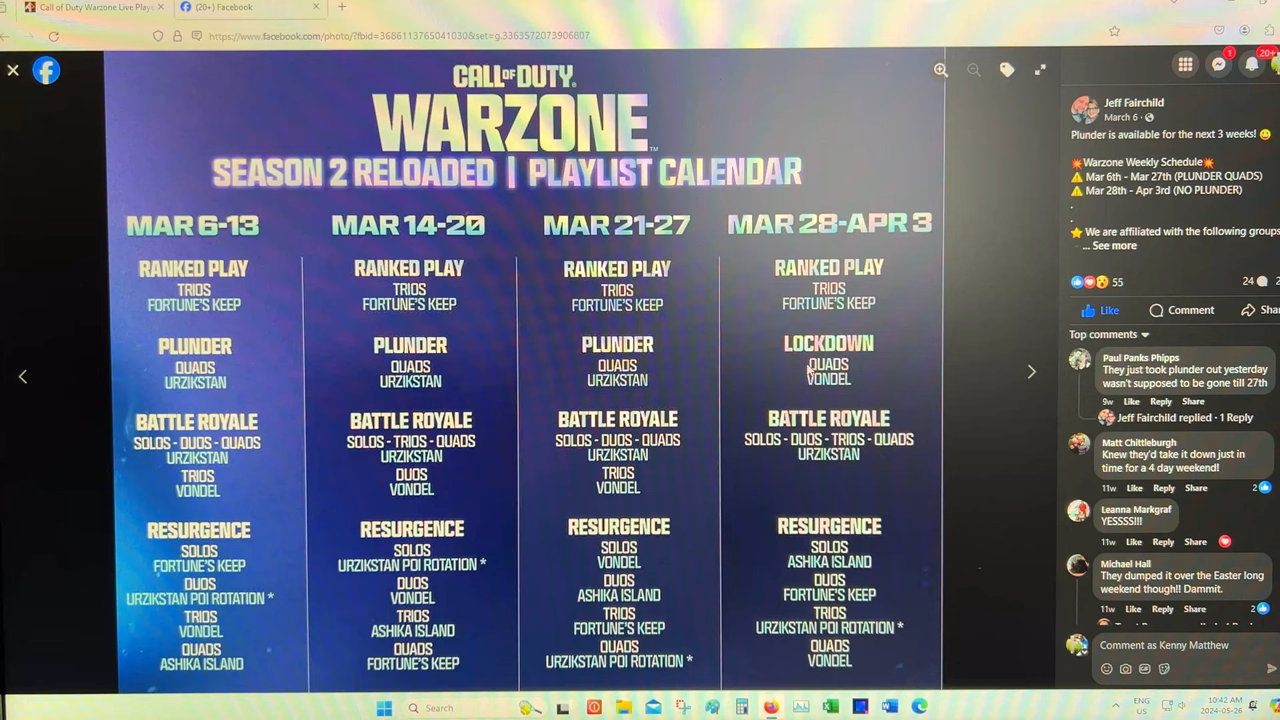 Call of Duty Warzone Live Playe
(20+) Facebook
https://www.facebook.com/photo/?fbid=3686113765041030&set=g.3363572073906807
CALL OF DUTY.
WARZONE™
SEASON 2 RELOADED | PLAYLIST CALENDAR
MAR 6-13
RANKED PLAY
TRIOS
FORTUNE'S KEEP
PLUNDER
QUADS
URZIKSTAN
BATTLE ROYALE
SOLOS - DUOS - QUADS
URZIKSTAN
TRIOS
VONDEL
RESURGENCE
SOLOS
FORTUNE'S KEEP
DUOS
URZIKSTAN POI ROTATION *
TRIOS
VONDEL
QUADS
ASHIKA ISLAND
MAR 14-20
RANKED PLAY
TRIOS
FORTUNE'S KEEP
PLUNDER
QUADS
URZIKSTAN
BATTLE ROYALE
SOLOS - TRIOS - QUADS
URZIKSTAN
DUOS
VONDEL
RESURGENCE
SOLOS
URZIKSTAN POI ROTATION *
DUOS
VONDEL
TRIOS
ASHIKA ISLAND
QUADS
FORTUNE'S KEEP
MAR 21-27
RANKED PLAY
TRIOS
FORTUNE'S KEEP
PLUNDER
QUADS
URZIKSTAN
BATTLE ROYALE
SOLOS - DUOS - QUADS
URZIKSTAN
TRIOS
VONDEL
RESURGENCE
SOLOS
VONDEL
DUOS
ASHIKA ISLAND
TRIOS
FORTUNE'S KEEP
QUADS
URZIKSTAN POI ROTATION *
MAR 28-APR 3
RANKED PLAY
TRIOS
FORTUNE'S KEEP
LOCKDOWN
QUADS
VONDEL
BATTLE ROYALE
SOLOS - DUOS - TRIOS - QUADS
URZIKSTAN
RESURGENCE
SOLOS
ASHIKA ISLAND
DUOS
FORTUNE'S KEEP
TRIOS
URZIKSTAN POI ROTATION *
QUADS
VONDEL
1
20+
Jeff Fairchild
March 6 ·
Plunder is available for the next 3 weeks! 😀
💥Warzone Weekly Schedule💥
⚠️ Mar 6th - Mar 27th (PLUNDER QUADS)
⚠️ Mar 28th - Apr 3rd (NO PLUNDER)
.
.
⭐ We are affiliated with the following groups
... See more
55
24
2
Like
Comment
Shar
Top comments
Paul Panks Phipps
They just took plunder out yesterday
wasn't supposed to be gone till 27th
9w Like Reply Share
Jeff Fairchild replied · 1 Reply
Matt Chittleburgh
Knew they'd take it down just in
time for a 4 day weekend!
11w Like Reply Share 2
Leanna Markgraf
YESSSS!!!
11w Like Reply Share
Michael Hall
They dumped it over the Easter long
weekend though!! Dammit.
11w Like Reply Share 2
Comment as Kenny Matthew
Search
ENG
US
10:42 AM
2024-05-26